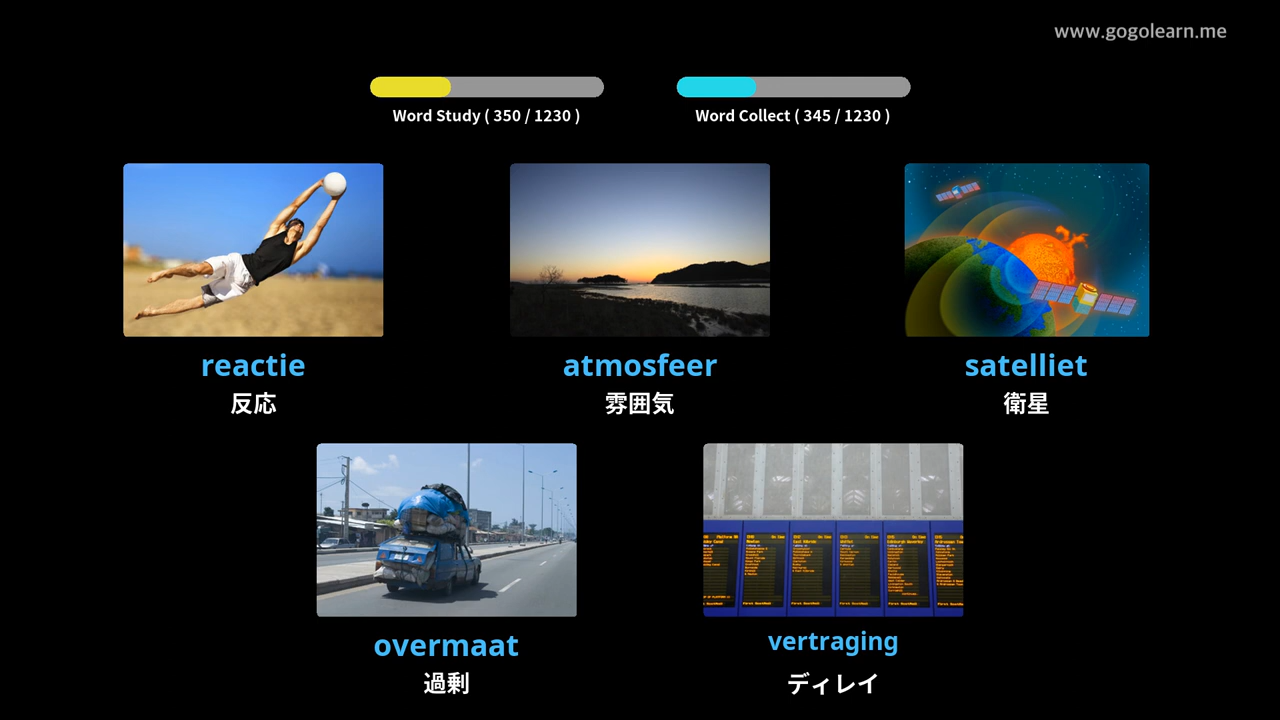 www.gogolearn.me
Word Study ( 350 / 1230 )
Word Collect ( 345 / 1230 )
reactie
atmosfeer
satelliet
反応
雰囲気
衛星
overmaat
vertraging
過剰
ディレイ